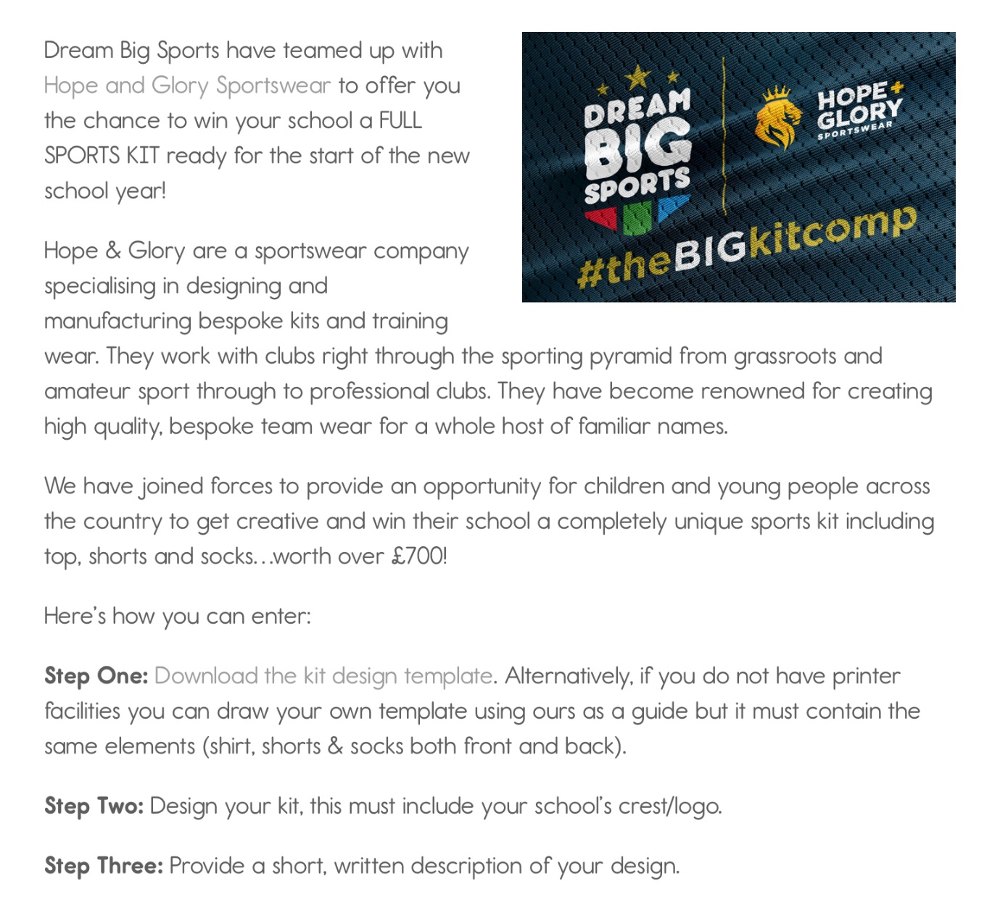 Dream Big Sports have teamed up with
Hope and Glory Sportswear to offer you
the chance to win your school a FULL
SPORTS KIT ready for the start of the new
school year!
DREAM
BIG
SPORTS
HOPE+
GLORY
SPORTSWEAR
#theBIGkitcomp
Hope & Glory are a sportswear company
specialising in designing and
manufacturing bespoke kits and training
wear. They work with clubs right through the sporting pyramid from grassroots and
amateur sport through to professional clubs. They have become renowned for creating
high quality, bespoke team wear for a whole host of familiar names.
We have joined forces to provide an opportunity for children and young people across
the country to get creative and win their school a completely unique sports kit including
top, shorts and socks…worth over £700!
Here’s how you can enter:
Step One: Download the kit design template. Alternatively, if you do not have printer
facilities you can draw your own template using ours as a guide but it must contain the
same elements (shirt, shorts & socks both front and back).
Step Two: Design your kit, this must include your school’s crest/logo.
Step Three: Provide a short, written description of your design.